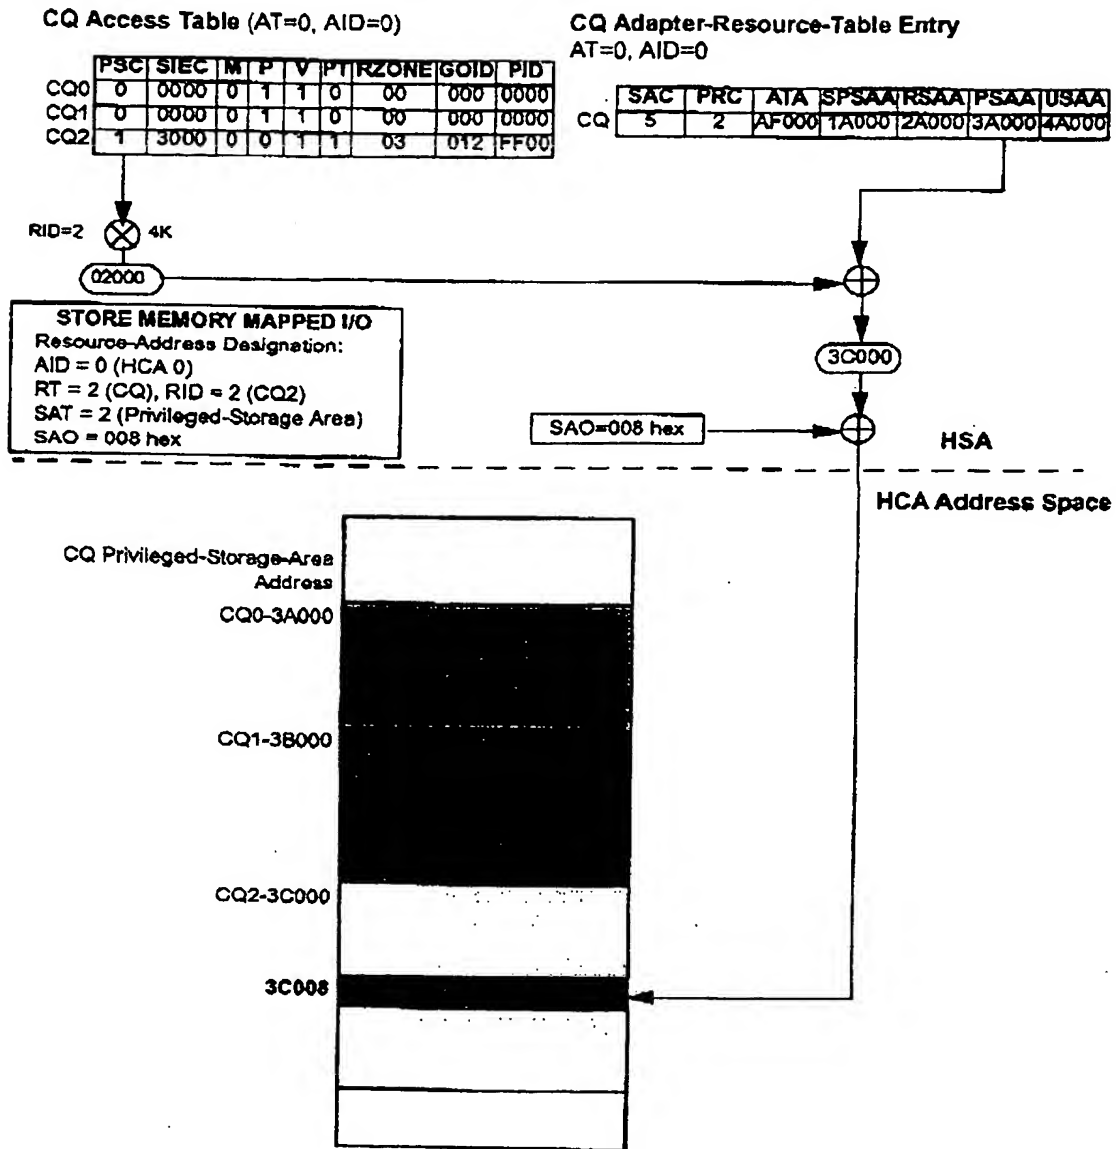 CQ Access Table (AT=0, AID=0)
PSC SIEC M P V PT RZONE GOID PID
CQ0 0 0000 0 1 1 0 00 000 0000
CQ1 0 0000 0 1 1 0 00 000 0000
CQ2 1 3000 0 0 1 1 03 012 FF00
CQ Adapter-Resource-Table Entry
AT=0, AID=0
SAC PRC ATA SPSAA RSAA PSAA USAA
CQ 5 2 AF000 1A000 2A000 3A000 4A000
RID=2 4K
02000
STORE MEMORY MAPPED I/O
Resource-Address Designation:
AID = 0 (HCA 0)
RT = 2 (CQ), RID = 2 (CQ2)
SAT = 2 (Privileged-Storage Area)
SAO = 008 hex
3C000
SAO=008 hex
HSA
HCA Address Space
CQ Privileged-Storage-Area
Address
CQ0-3A000
CQ1-3B000
CQ2-3C000
3C008